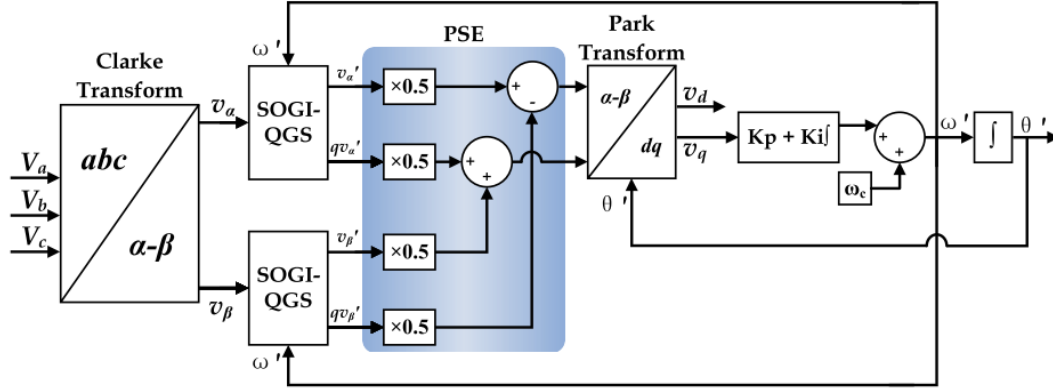 PSE
Park
Transform
Clarke
Transform
ω'
SOGI-
QGS
vα'
×0.5
+
-
α-β
dq
vd
vq
Kp + Ki∫
+
+
ω'
∫
θ'
vα
qvα'
×0.5
+
+
ωc
θ'
abc
α-β
Va
Vb
Vc
SOGI-
QGS
vβ'
×0.5
vβ
qvβ'
×0.5
ω'